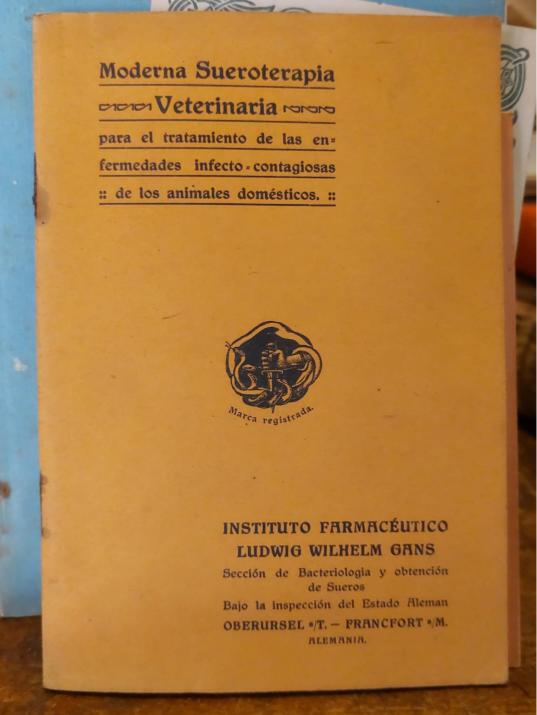 Moderna Sueroterapia
Veterinaria
para el tratamiento de las en-
fermedades infecto-contagiosas
:: de los animales domésticos. ::
Marca registrada.
INSTITUTO FARMACÉUTICO
LUDWIG WILHELM GANS
Sección de Bacteriologia y obtención
de Sueros
Bajo la inspección del Estado Aleman
OBERURSEL a/T. — FRANCFORT a/M.
ALEMANIA.